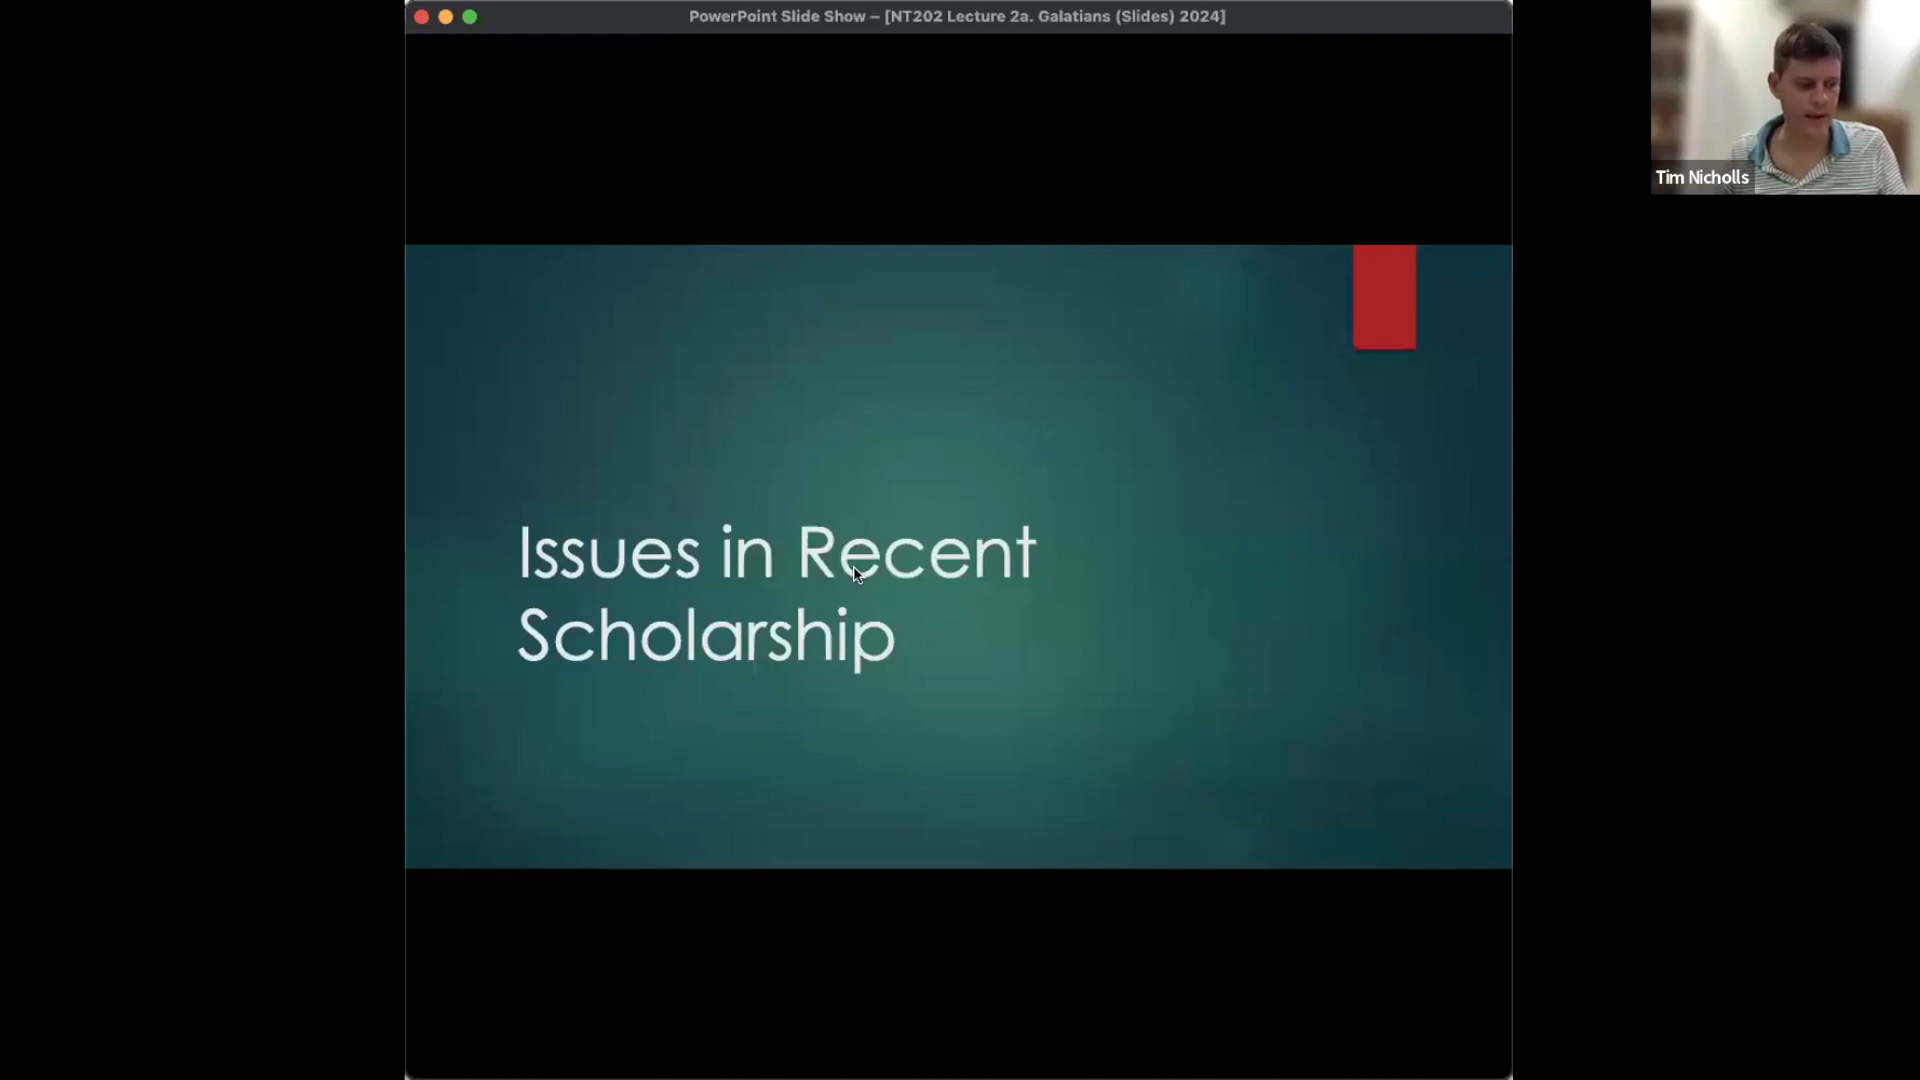 PowerPoint Slide Show – [NT202 Lecture 2a. Galatians (Slides) 2024]
Tim Nicholls
Issues in Recent
Scholarship